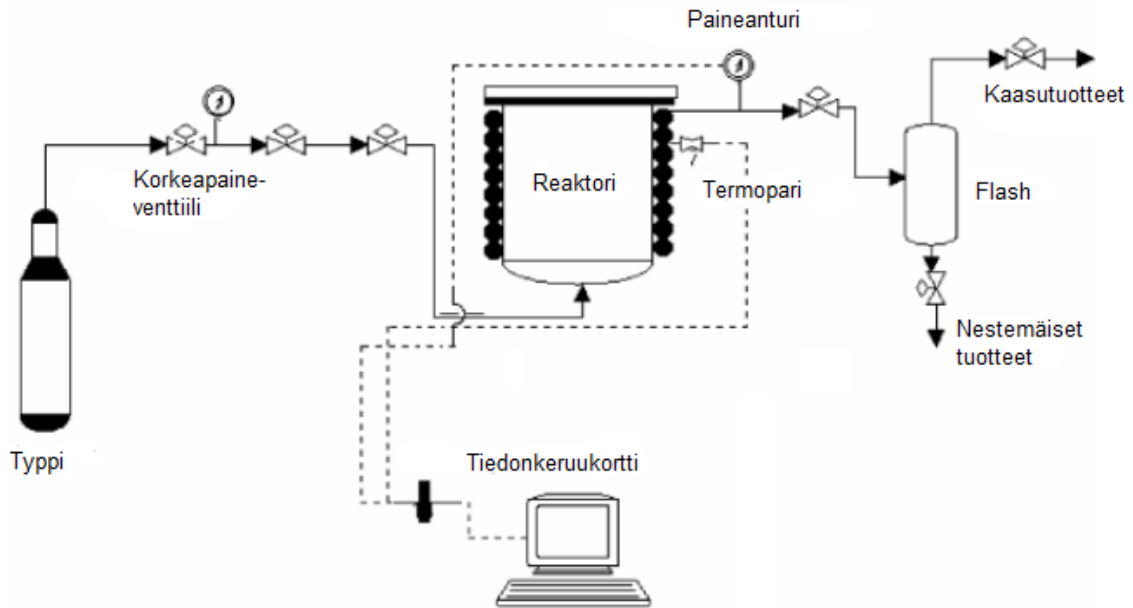 Paineanturi
Kaasutuotteet
Korkeapaine-
venttiili
Reaktori
Termopari
Flash
Nestemäiset
tuotteet
Typpi
Tiedonkeruukortti